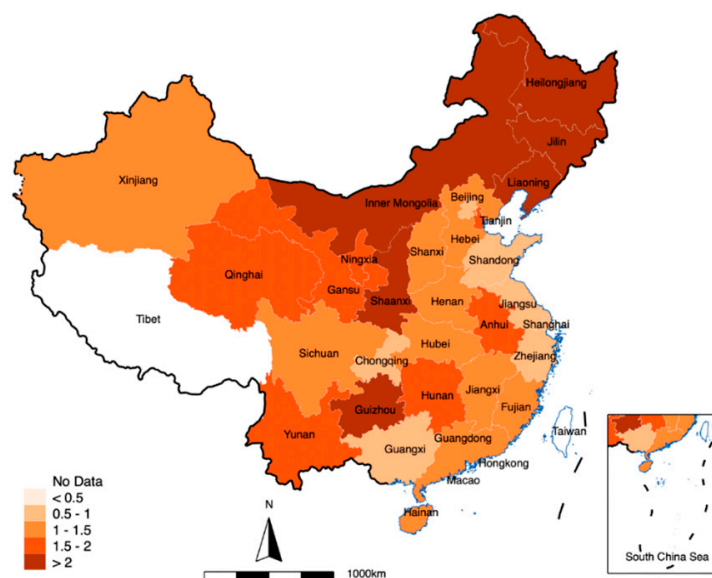 Heilongjiang
Jilin
Liaoning
Inner Mongolia
Beijing
Tianjin
Xinjiang
Hebei
Shanxi
Shandong
Ningxia
Qinghai
Gansu
Shaanxi
Henan
Jiangsu
Tibet
Anhui
Shanghai
Hubei
Sichuan
Chongqing
Zhejiang
Hunan
Jiangxi
Guizhou
Fujian
Yunan
Guangdong
Taiwan
Guangxi
Hongkong
Macao
Hainan
No Data
< 0.5
0.5 - 1
1 - 1.5
1.5 - 2
> 2
N
1000km
South China Sea